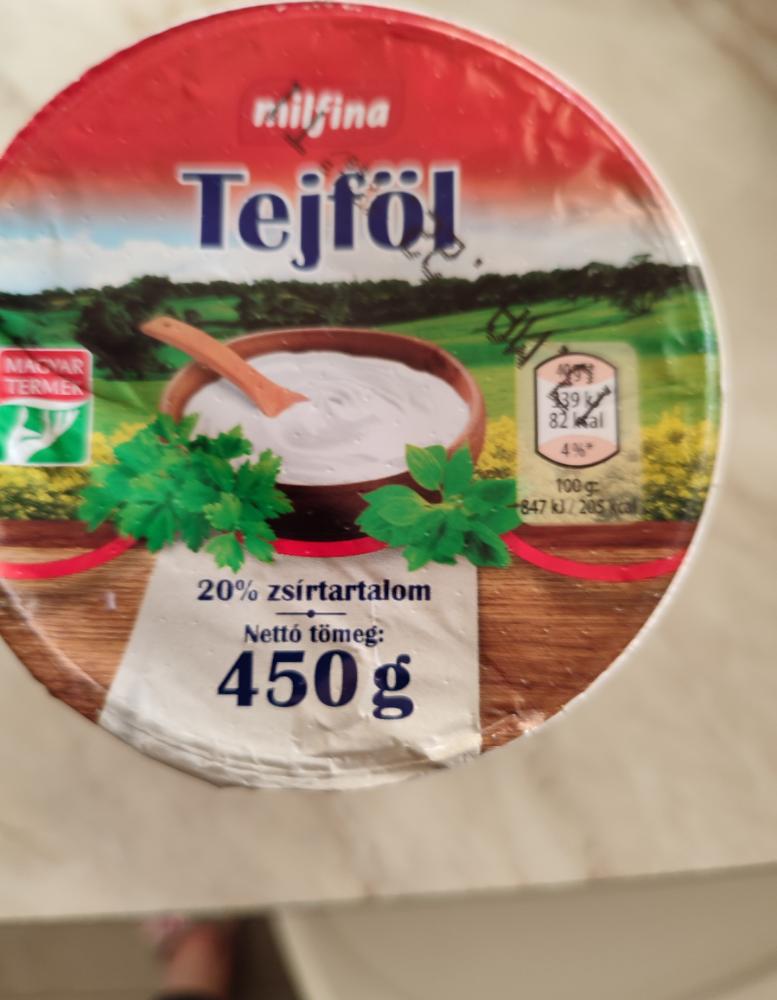 milfina
Tejföl
MAGYAR
TERMÉK
40 g:
339 kJ
82 kcal
4%*
100 g:
847 kJ / 205 kcal
20% zsírtartalom
Nettó tömeg:
450 g